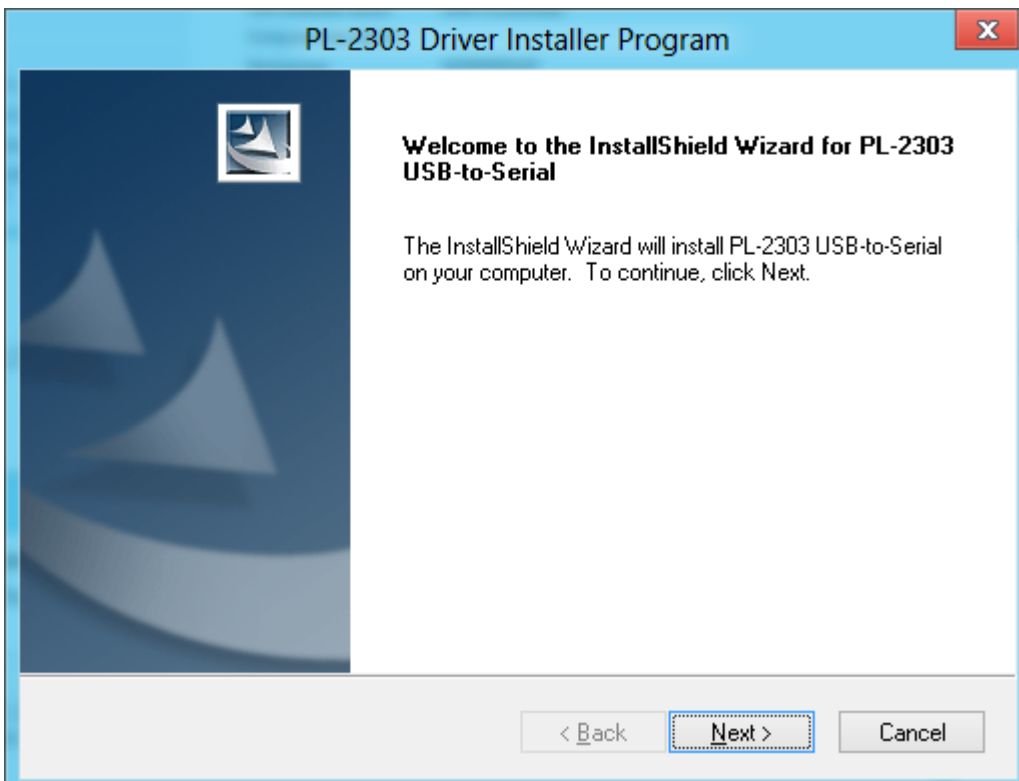 PL-2303 Driver Installer Program
x
Welcome to the InstallShield Wizard for PL-2303
USB-to-Serial
The InstallShield Wizard will install PL-2303 USB-to-Serial
on your computer.  To continue, click Next.
< Back
Next >
Cancel